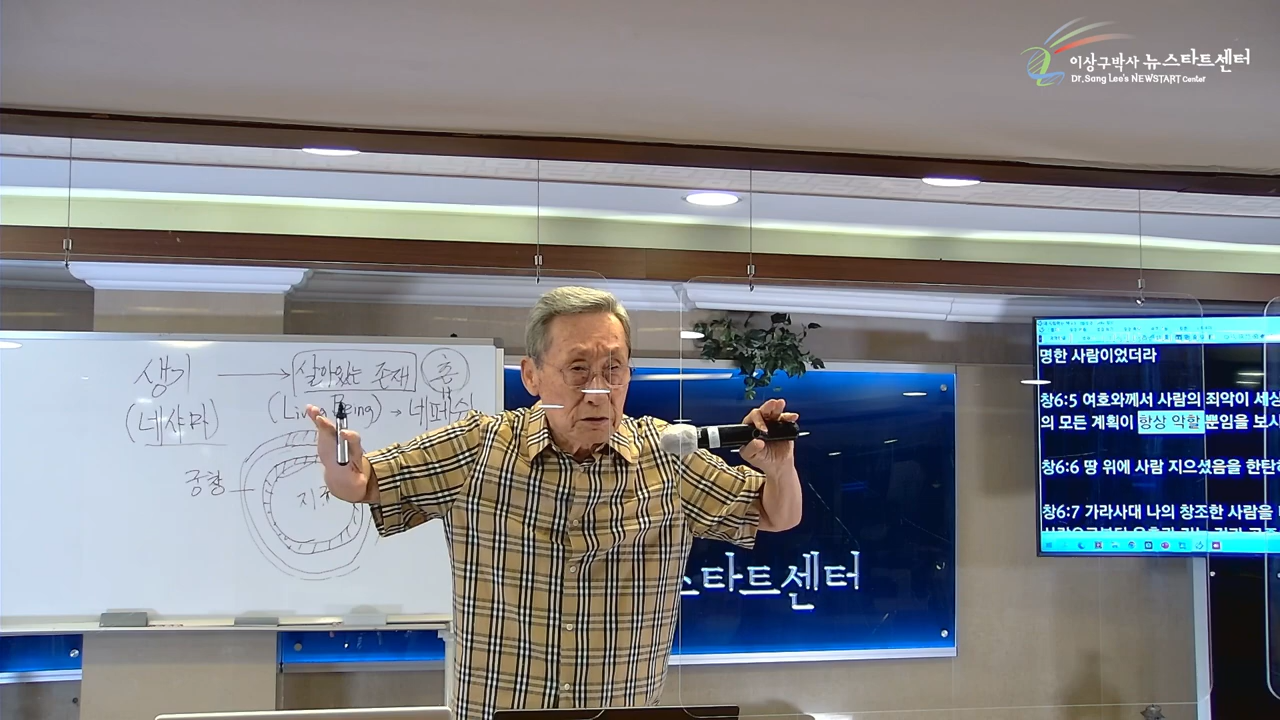 이상구박사 뉴스타트센터
Dr. Sang Lee's NEWSTART Center
생기 → 살아있는 존재 혼
(네샤마) (Living Being) → 네페쉬
궁창
지
스타트센터
명한 사람이었더라
창6:5 여호와께서 사람의 죄악이 세상
의 모든 계획이 항상 악할 뿐임을 보시
창6:6 땅 위에 사람 지으셨음을 한탄하
창6:7 가라사대 나의 창조한 사람을